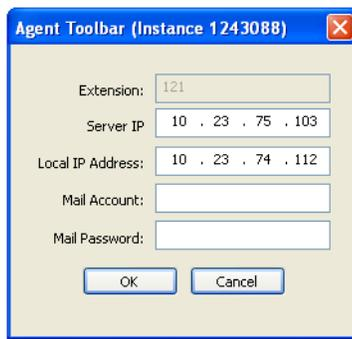 Agent Toolbar (Instance 1243088)
Extension: 121
Server IP 10 . 23 . 75 . 103
Local IP Address: 10 . 23 . 74 . 112
Mail Account:
Mail Password:
OK Cancel